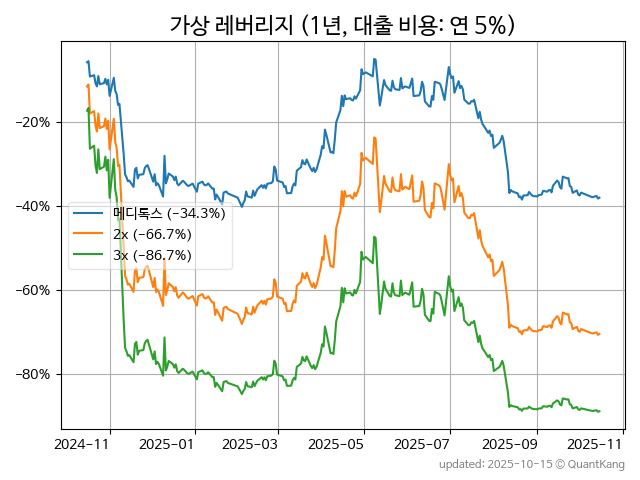 가상 레버리지 (1년, 대출 비용: 연 5%)
−20%
−40%
−60%
−80%
메디톡스 (−34.3%)
2x (−66.7%)
3x (−86.7%)
2024-11
2025-01
2025-03
2025-05
2025-07
2025-09
2025-11
updated: 2025-10-15 © QuantKang